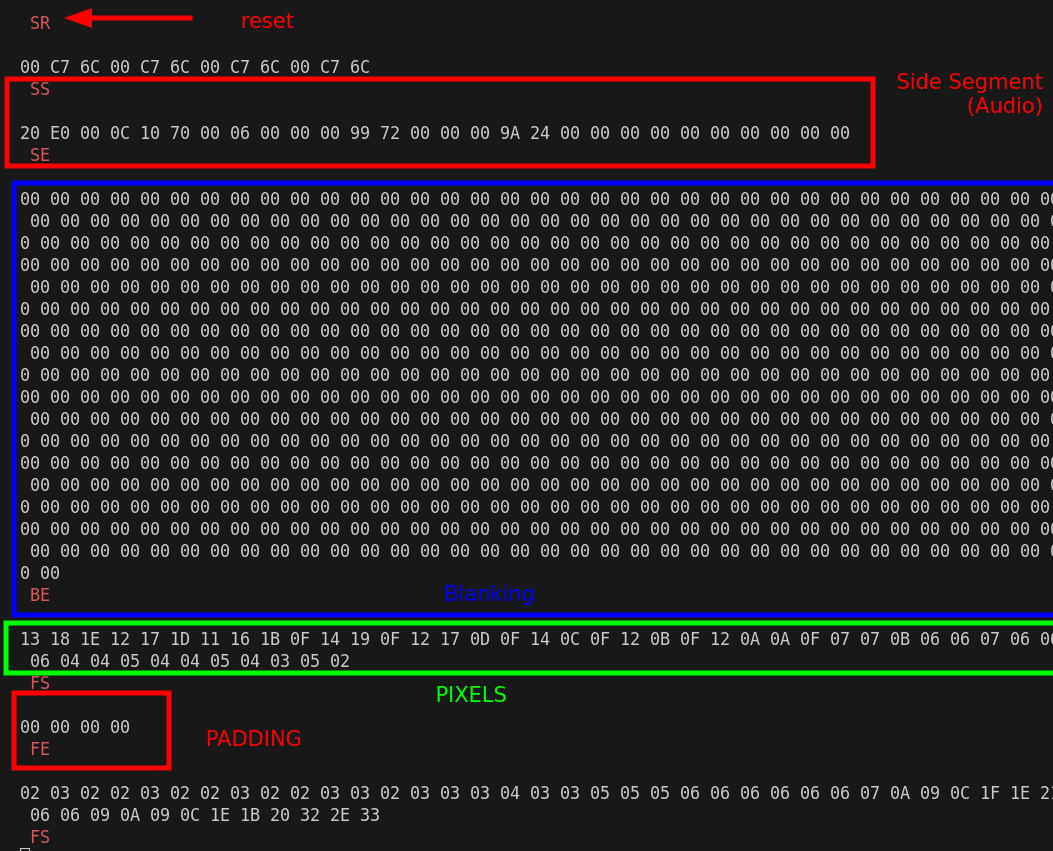 SR
reset
00 C7 6C 00 C7 6C 00 C7 6C 00 C7 6C
SS
Side Segment
(Audio)
20 E0 00 0C 10 70 00 06 00 00 00 99 72 00 00 00 9A 24 00 00 00 00 00 00 00 00 00 00
SE
00 00 00 00 00 00 00 00 00 00 00 00 00 00 00 00 00 00 00 00 00 00 00 00 00 00 00 00 00 00 00 00 00 00
00 00 00 00 00 00 00 00 00 00 00 00 00 00 00 00 00 00 00 00 00 00 00 00 00 00 00 00 00 00 00 00 00 00
0 00 00 00 00 00 00 00 00 00 00 00 00 00 00 00 00 00 00 00 00 00 00 00 00 00 00 00 00 00 00 00 00 00 00
00 00 00 00 00 00 00 00 00 00 00 00 00 00 00 00 00 00 00 00 00 00 00 00 00 00 00 00 00 00 00 00 00 00
00 00 00 00 00 00 00 00 00 00 00 00 00 00 00 00 00 00 00 00 00 00 00 00 00 00 00 00 00 00 00 00 00 00
0 00 00 00 00 00 00 00 00 00 00 00 00 00 00 00 00 00 00 00 00 00 00 00 00 00 00 00 00 00 00 00 00 00 00
00 00 00 00 00 00 00 00 00 00 00 00 00 00 00 00 00 00 00 00 00 00 00 00 00 00 00 00 00 00 00 00 00 00
00 00 00 00 00 00 00 00 00 00 00 00 00 00 00 00 00 00 00 00 00 00 00 00 00 00 00 00 00 00 00 00 00 00
0 00 00 00 00 00 00 00 00 00 00 00 00 00 00 00 00 00 00 00 00 00 00 00 00 00 00 00 00 00 00 00 00 00 00
00 00 00 00 00 00 00 00 00 00 00 00 00 00 00 00 00 00 00 00 00 00 00 00 00 00 00 00 00 00 00 00 00 00
00 00 00 00 00 00 00 00 00 00 00 00 00 00 00 00 00 00 00 00 00 00 00 00 00 00 00 00 00 00 00 00 00 00
0 00 00 00 00 00 00 00 00 00 00 00 00 00 00 00 00 00 00 00 00 00 00 00 00 00 00 00 00 00 00 00 00 00 00
00 00 00 00 00 00 00 00 00 00 00 00 00 00 00 00 00 00 00 00 00 00 00 00 00 00 00 00 00 00 00 00 00 00
00 00 00 00 00 00 00 00 00 00 00 00 00 00 00 00 00 00 00 00 00 00 00 00 00 00 00 00 00 00 00 00 00 00
0 00 00 00 00 00 00 00 00 00 00 00 00 00 00 00 00 00 00 00 00 00 00 00 00 00 00 00 00 00 00 00 00 00 00
00 00 00 00 00 00 00 00 00 00 00 00 00 00 00 00 00 00 00 00 00 00 00 00 00 00 00 00 00 00 00 00 00 00
00 00 00 00 00 00 00 00 00 00 00 00 00 00 00 00 00 00 00 00 00 00 00 00 00 00 00 00 00 00 00 00 00 00
0 00
BE
Blanking
13 18 1E 12 17 1D 11 16 1B 0F 14 19 0F 12 17 0D 0F 14 0C 0F 12 0B 0F 12 0A 0A 0F 07 07 0B 06 06 07 06
06 04 04 05 04 04 05 04 03 05 02
FS
PIXELS
00 00 00 00
PADDING
FE
02 03 02 02 03 02 02 03 02 02 03 03 02 03 03 03 04 03 03 05 05 05 06 06 06 06 06 06 07 0A 09 0C 1F 1E
06 06 09 0A 09 0C 1E 1B 20 32 2E 33
FS